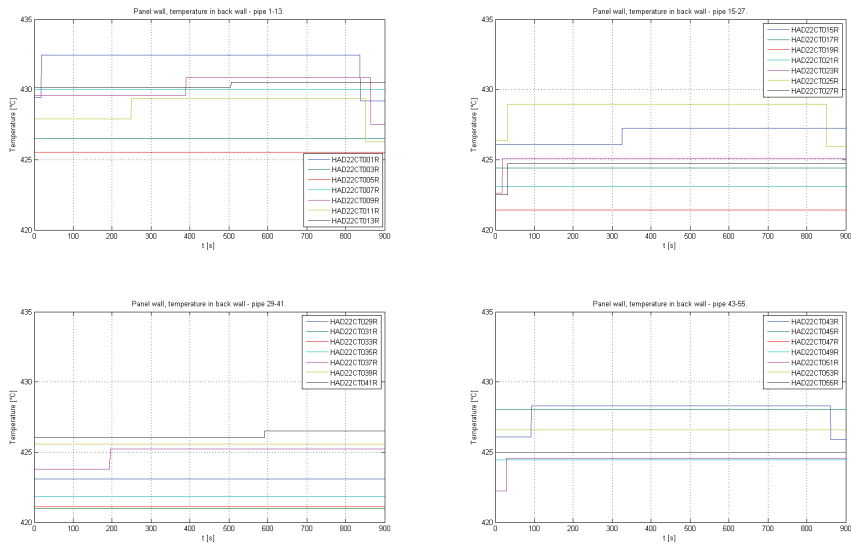 Panel wall, temperature in back wall - pipe 1-13.
435
430
425
420
Temperature [°C]
0 100 200 300 400 500 600 700 800 900
t [s]
HAD22CT001R
HAD22CT003R
HAD22CT005R
HAD22CT007R
HAD22CT009R
HAD22CT011R
HAD22CT013R
Panel wall, temperature in back wall - pipe 15-27.
435
430
425
420
Temperature [°C]
0 100 200 300 400 500 600 700 800 900
t [s]
HAD22CT015R
HAD22CT017R
HAD22CT019R
HAD22CT021R
HAD22CT023R
HAD22CT025R
HAD22CT027R
Panel wall, temperature in back wall - pipe 29-41.
435
430
425
420
Temperature [°C]
0 100 200 300 400 500 600 700 800 900
t [s]
HAD22CT029R
HAD22CT031R
HAD22CT033R
HAD22CT035R
HAD22CT037R
HAD22CT039R
HAD22CT041R
Panel wall, temperature in back wall - pipe 43-55.
435
430
425
420
Temperature [°C]
0 100 200 300 400 500 600 700 800 900
t [s]
HAD22CT043R
HAD22CT045R
HAD22CT047R
HAD22CT049R
HAD22CT051R
HAD22CT053R
HAD22CT055R